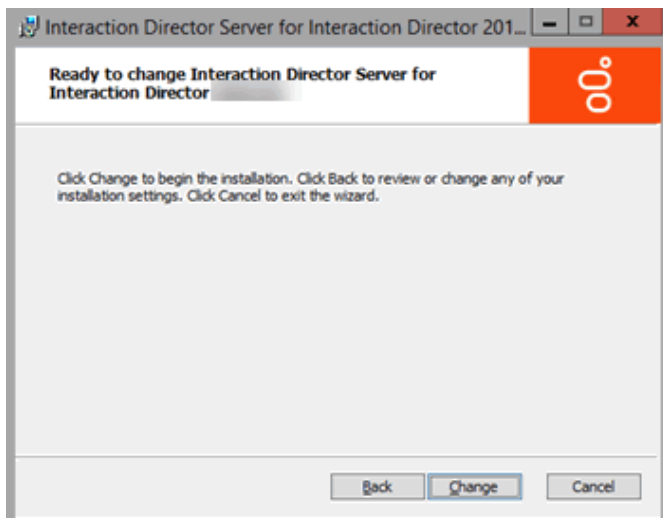 Interaction Director Server for Interaction Director 201...
Ready to change Interaction Director Server for
Interaction Director
Click Change to begin the installation. Click Back to review or change any of your
installation settings. Click Cancel to exit the wizard.
Back
Change
Cancel